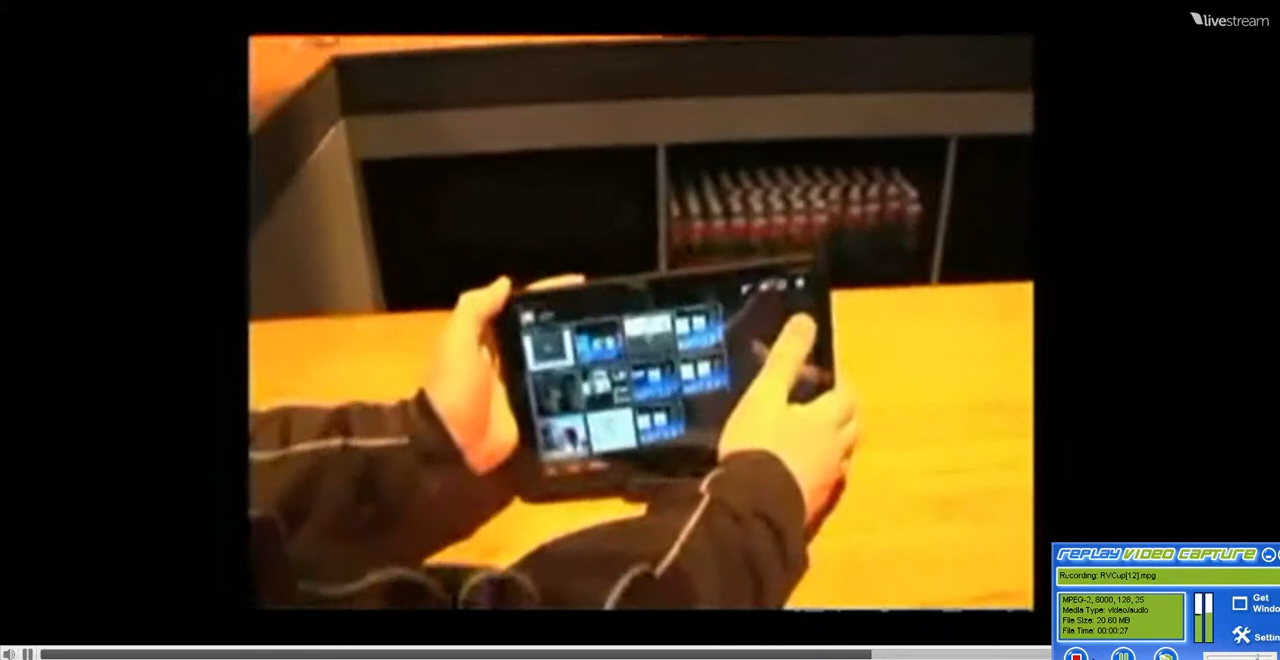 livestream
REPLAY VIDEO CAPTURE
Recording: RVCup[12].mpg
MPEG-2, 8000, 128, 25
Media Type: video/audio
File Size: 20.60 MB
File Time: 00:00:27
Get
Windo
Settin